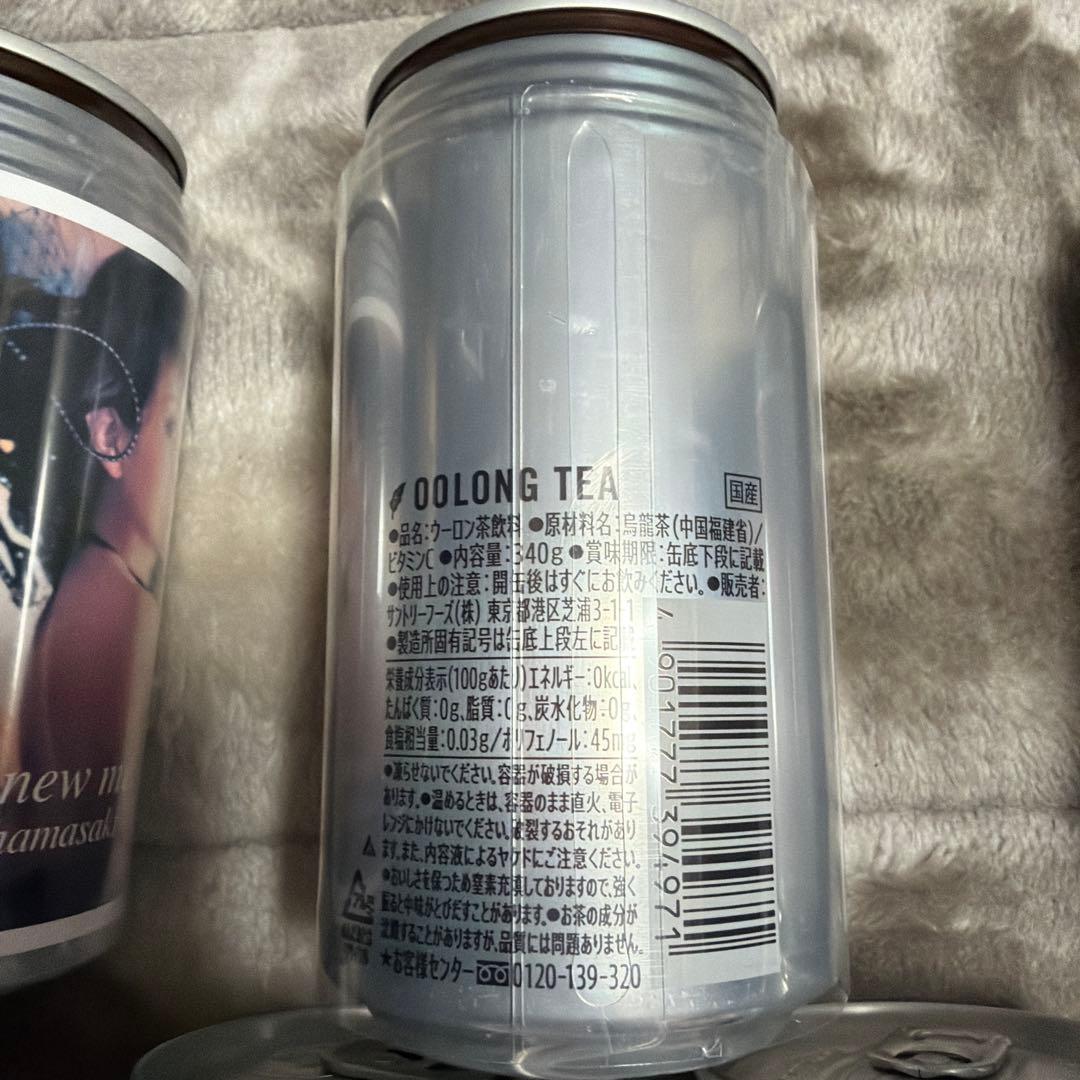 OOLONG TEA 国産
●品名:ウーロン茶飲料 ●原材料名:烏龍茶(中国福建省)/
ビタミンC ●内容量:340g ●賞味期限:缶底下段に記載
●使用上の注意:開缶後はすぐにお飲みください。●販売者:
サントリーフーズ(株) 東京都港区芝浦3-1-1
●製造所固有記号は缶底上段左に記載
栄養成分表示(100gあたり)エネルギー:0kcal、
たんぱく質:0g、脂質:0g、炭水化物:0g、
食塩相当量:0.03g/ポリフェノール:45mg
●凍らせないでください。容器が破損する場合が
あります。●温めるときは、容器のまま直火、電子
レンジにかけないでください。破裂するおそれがあり
ます。また、内容液によるヤケドにご注意ください。
●おいしさを保つため窒素充填しておりますので、強く
振ると中味がとびだすことがあります。●お茶の成分が
沈殿することがありますが、品質には問題ありません。
★お客様センター 0120-139-320
4 901777 394971
アルミ
new